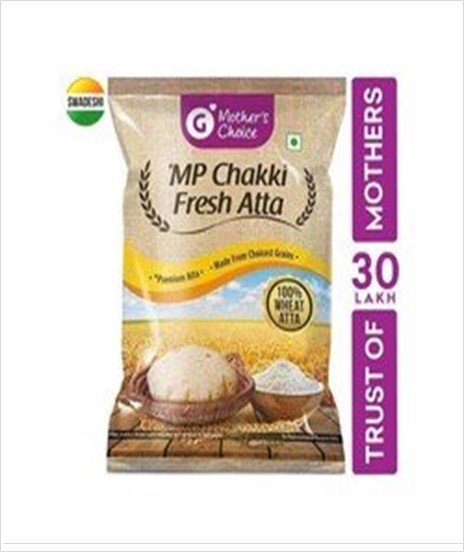 SWADESHI
G Mother's
Choice
'MP Chakki
Fresh Atta
*Premium Atta • Made From Choicest Grains •
100%
WHEAT
ATTA
TRUST OF
30
LAKH
MOTHERS